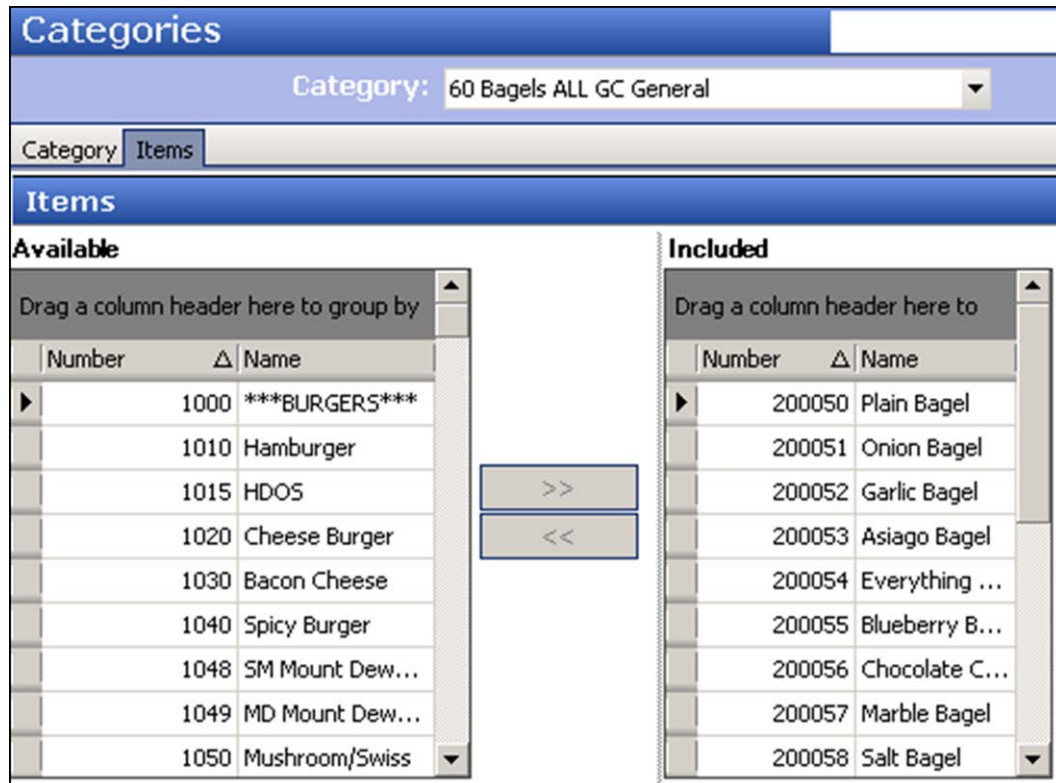 Categories
Category: 60 Bagels ALL GC General
Category Items
Items
Available
Drag a column header here to group by
Number Name
1000 ***BURGERS***
1010 Hamburger
1015 HDOS
1020 Cheese Burger
1030 Bacon Cheese
1040 Spicy Burger
1048 SM Mount Dew...
1049 MD Mount Dew...
1050 Mushroom/Swiss
>>
<<
Included
Drag a column header here to
Number Name
200050 Plain Bagel
200051 Onion Bagel
200052 Garlic Bagel
200053 Asiago Bagel
200054 Everything ...
200055 Blueberry B...
200056 Chocolate C...
200057 Marble Bagel
200058 Salt Bagel